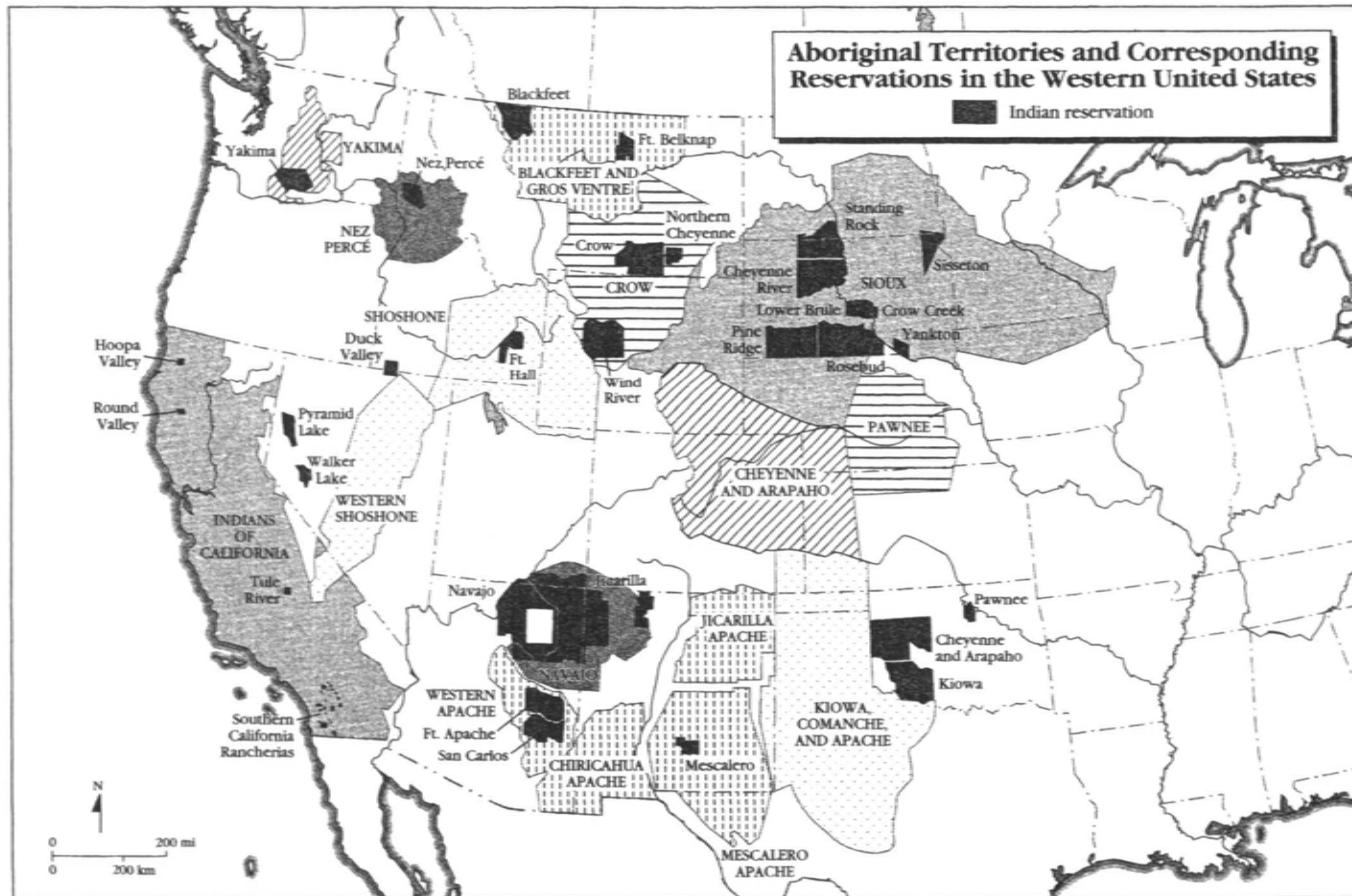 Aboriginal Territories and Corresponding
Reservations in the Western United States
Indian reservation
Blackfeet
Ft. Belknap
BLACKFEET AND
GROS VENTRE
Yakima
YAKIMA
Nez Percé
NEZ
PERCÉ
Northern
Cheyenne
Crow
CROW
Standing
Rock
Sisseton
Cheyenne
River
SIOUX
Lower Brule
Crow Creek
Pine
Ridge
Yankton
Rosebud
SHOSHONE
Duck
Valley
Ft.
Hall
Wind
River
Hoopa
Valley
Round
Valley
Pyramid
Lake
Walker
Lake
WESTERN
SHOSHONE
PAWNEE
CHEYENNE
AND ARAPAHO
INDIANS
OF
CALIFORNIA
Tule
River
Navajo
Jicarilla
NAVAJO
JICARILLA
APACHE
Pawnee
Cheyenne
and Arapaho
Kiowa
WESTERN
APACHE
Ft. Apache
San Carlos
CHIRICAHUA
APACHE
Mescalero
KIOWA,
COMANCHE,
AND APACHE
Southern
California
Rancherias
MESCALERO
APACHE
N
0 200 mi
0 200 km